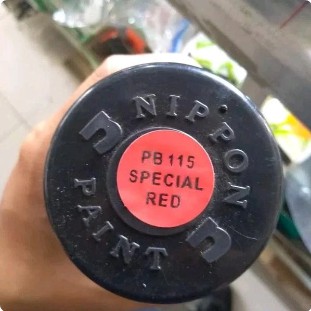 NIPPON
PB 115
SPECIAL
RED
PAINT